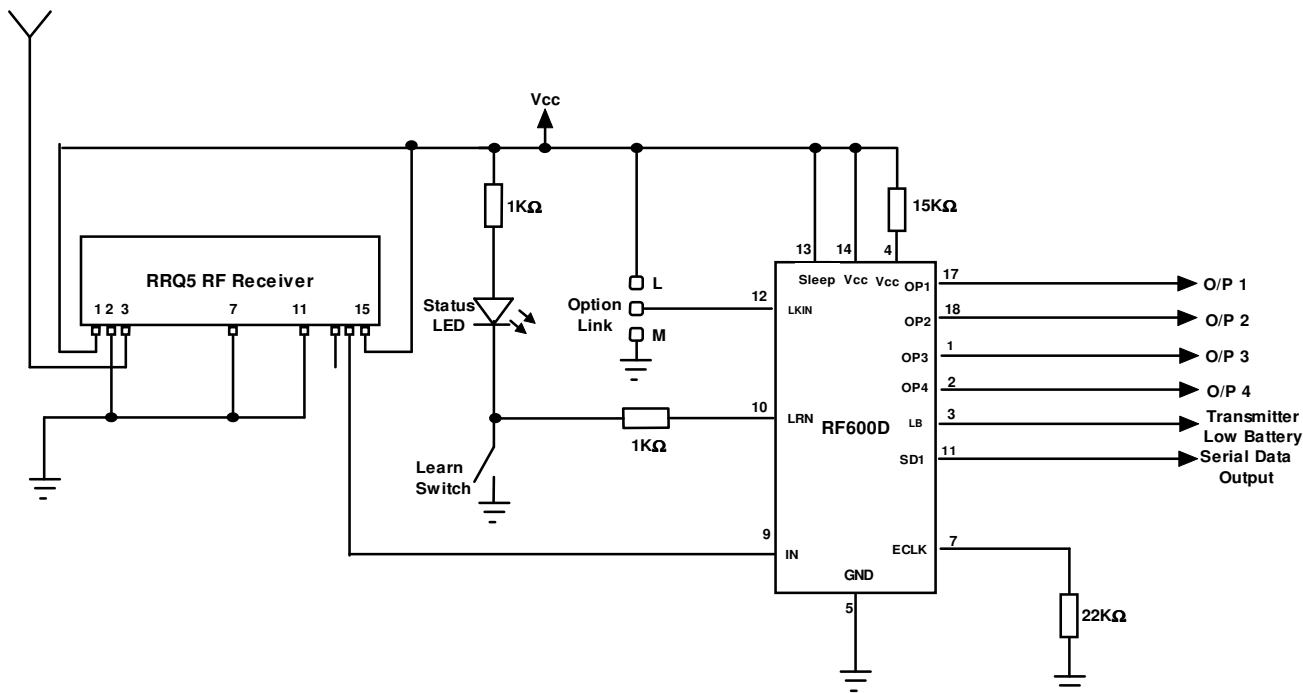 Vcc
1KΩ
15KΩ
13
14
4
RRQ5 RF Receiver
1 2 3
7
11
15
Status
LED
Option
Link
L
M
12
Sleep
Vcc
Vcc
LKIN
OP1
17
O/P 1
OP2
18
O/P 2
OP3
1
O/P 3
OP4
2
O/P 4
10
LRN
RF600D
LB
3
Transmitter
Low Battery
1KΩ
SD1
11
Serial Data
Output
Learn
Switch
9
IN
ECLK
7
GND
5
22KΩ